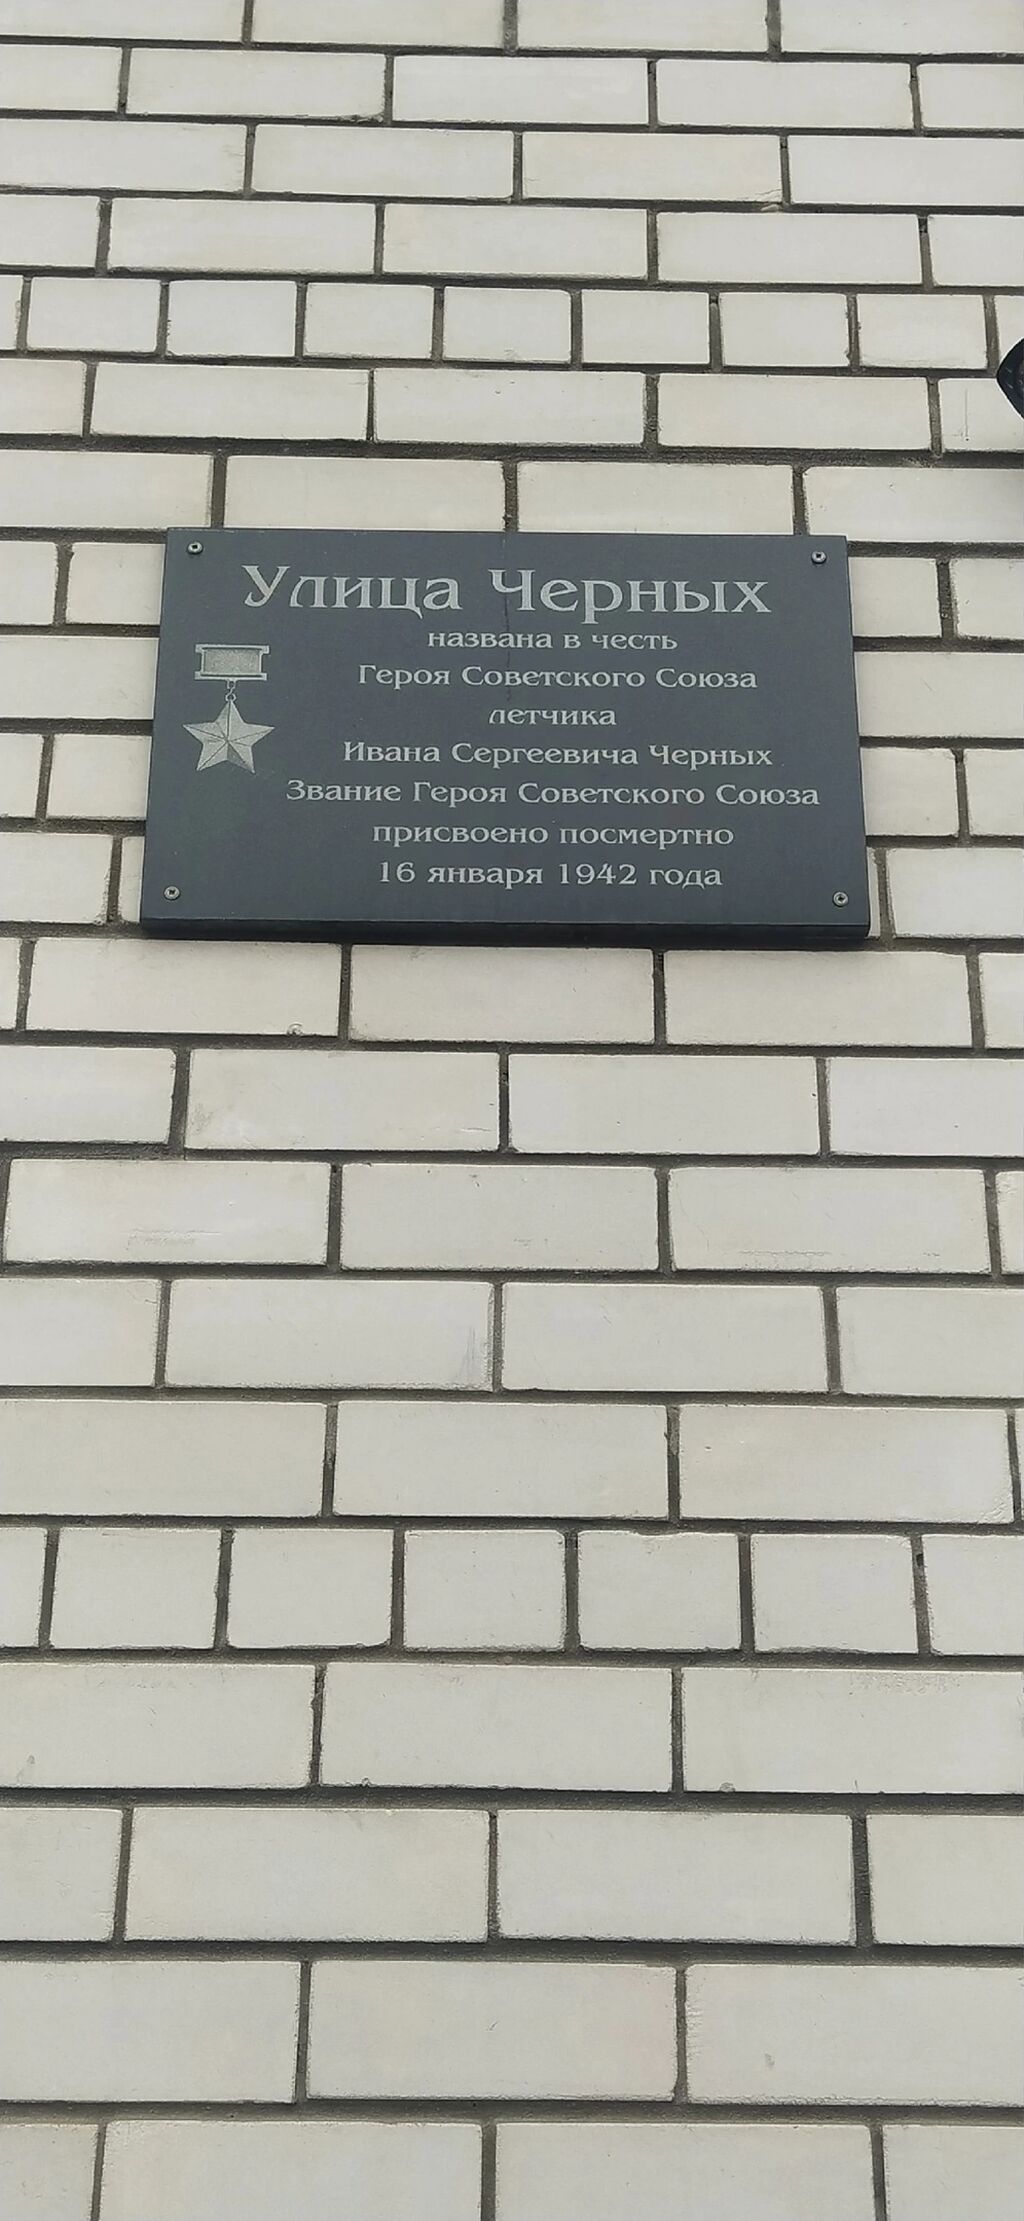 Улица Черных
названа в честь
Героя Советского Союза
летчика
Ивана Сергеевича Черных
Звание Героя Советского Союза
присвоено посмертно
16 января 1942 года